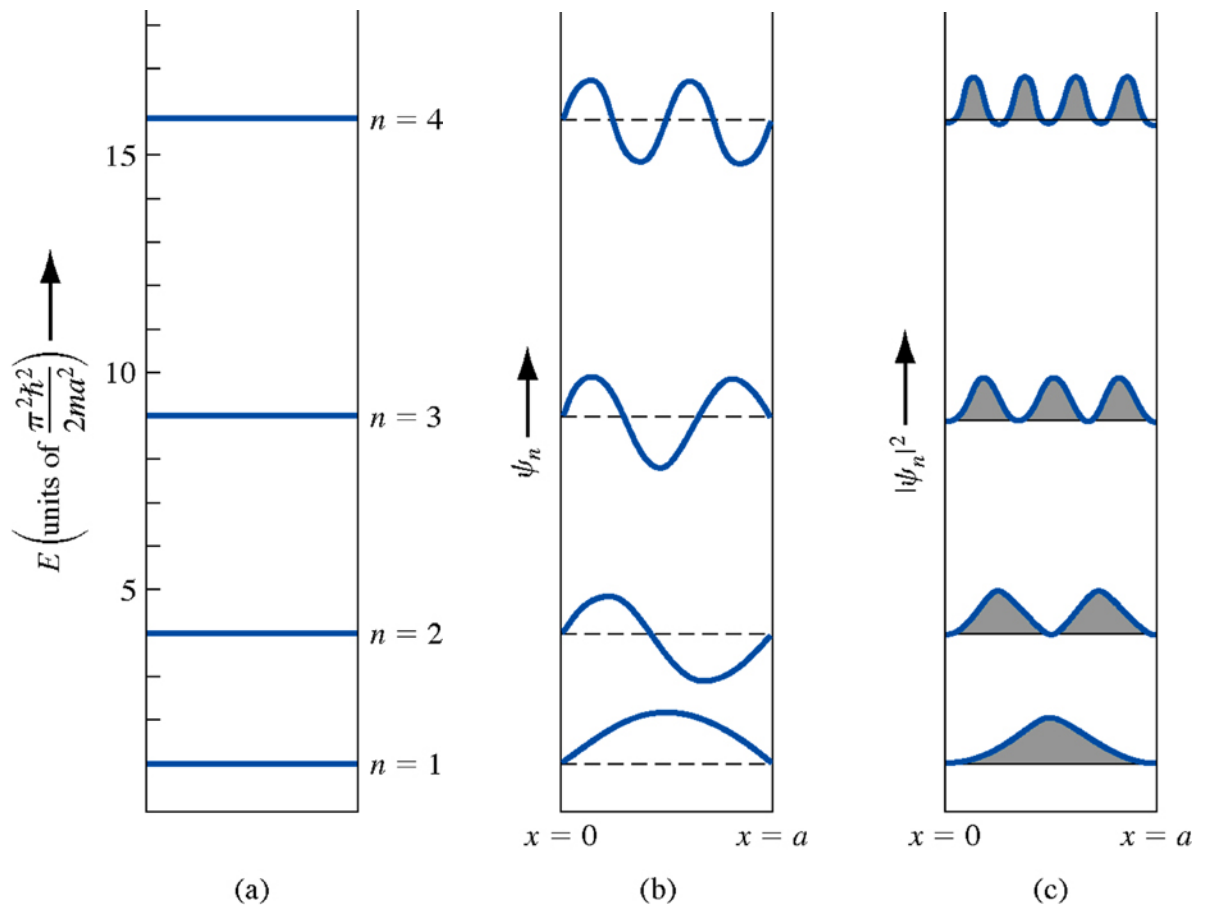 15
10
5
E (units of π²ℏ²/2ma²)
n = 4
n = 3
n = 2
n = 1
(a)
ψₙ
x = 0
x = a
(b)
|ψₙ|²
x = 0
x = a
(c)